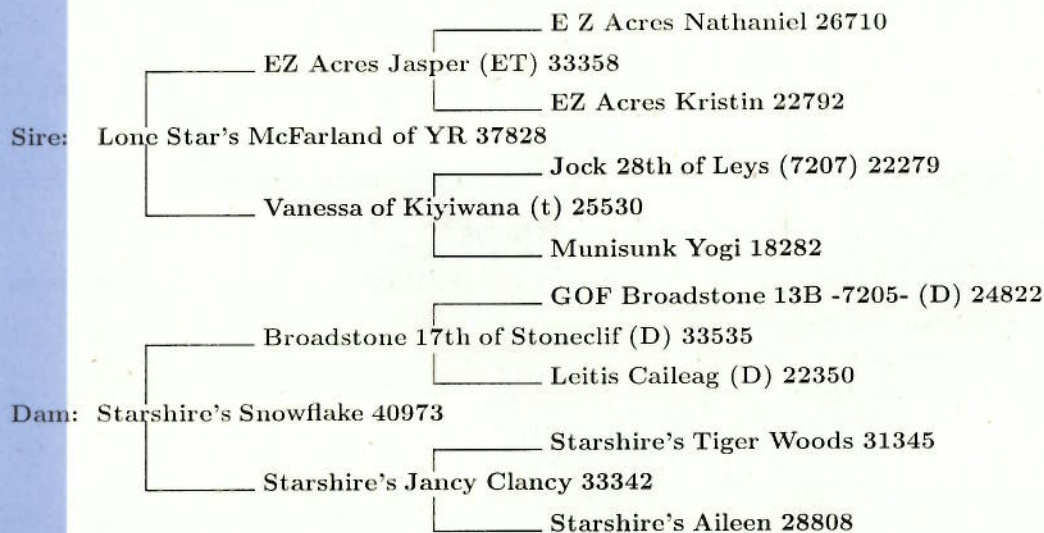 E Z Acres Nathaniel 26710
EZ Acres Jasper (ET) 33358
EZ Acres Kristin 22792
Sire: Lone Star's McFarland of YR 37828
Jock 28th of Leys (7207) 22279
Vanessa of Kiyiwana (t) 25530
Munisunk Yogi 18282
GOF Broadstone 13B -7205- (D) 24822
Broadstone 17th of Stoneclif (D) 33535
Leitis Caileag (D) 22350
Dam: Starshire's Snowflake 40973
Starshire's Tiger Woods 31345
Starshire's Jancy Clancy 33342
Starshire's Aileen 28808